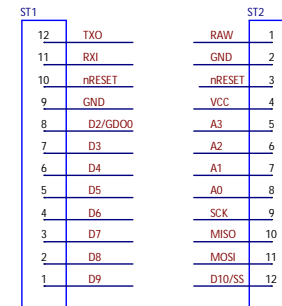 ST1 ST2
12 TXO RAW 1
11 RXI GND 2
10 nRESET nRESET 3
9 GND VCC 4
8 D2/GDO0 A3 5
7 D3 A2 6
6 D4 A1 7
5 D5 A0 8
4 D6 SCK 9
3 D7 MISO 10
2 D8 MOSI 11
1 D9 D10/SS 12